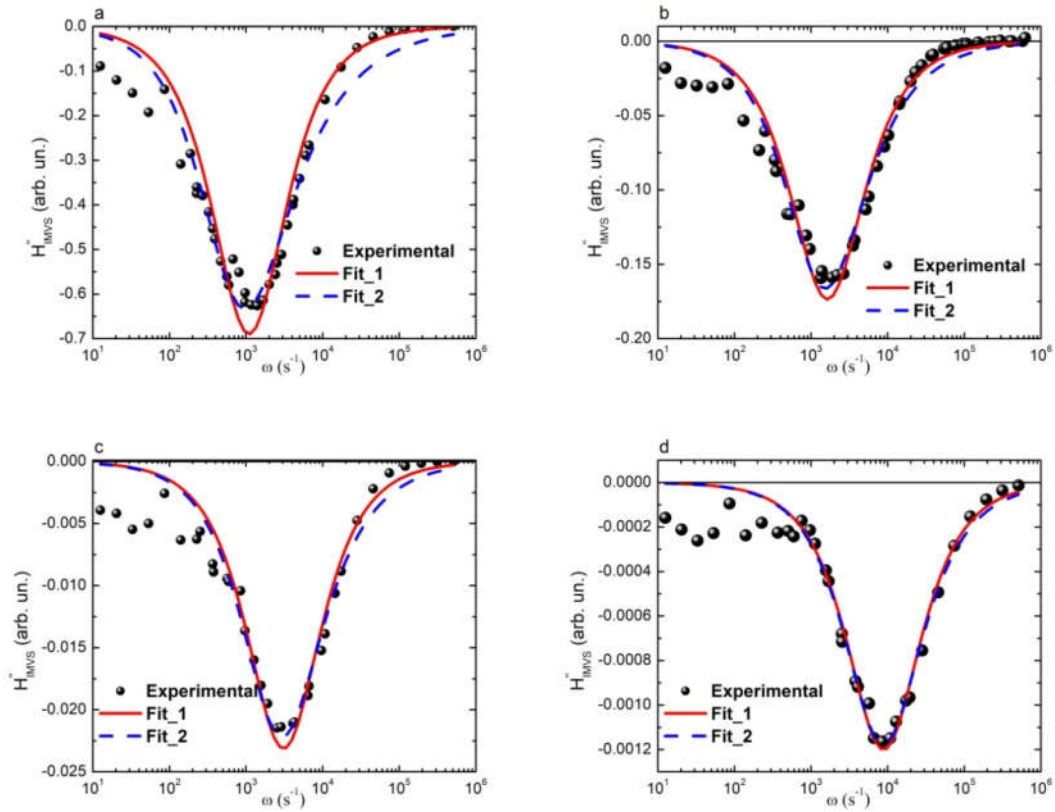 a
0.0
-0.1
-0.2
-0.3
-0.4
-0.5
-0.6
-0.7
H"IMVS (arb. un.)
Experimental
Fit_1
Fit_2
10¹ 10² 10³ 10⁴ 10⁵ 10⁶
ω (s⁻¹)
b
0.00
-0.05
-0.10
-0.15
-0.20
H"IMVS (arb. un.)
Experimental
Fit_1
Fit_2
10¹ 10² 10³ 10⁴ 10⁵ 10⁶
ω (s⁻¹)
c
0.000
-0.005
-0.010
-0.015
-0.020
-0.025
H"IMVS (arb. un.)
Experimental
Fit_1
Fit_2
10¹ 10² 10³ 10⁴ 10⁵ 10⁶
ω (s⁻¹)
d
0.0000
-0.0002
-0.0004
-0.0006
-0.0008
-0.0010
-0.0012
H"IMVS (arb. un.)
Experimental
Fit_1
Fit_2
10¹ 10² 10³ 10⁴ 10⁵ 10⁶
ω (s⁻¹)